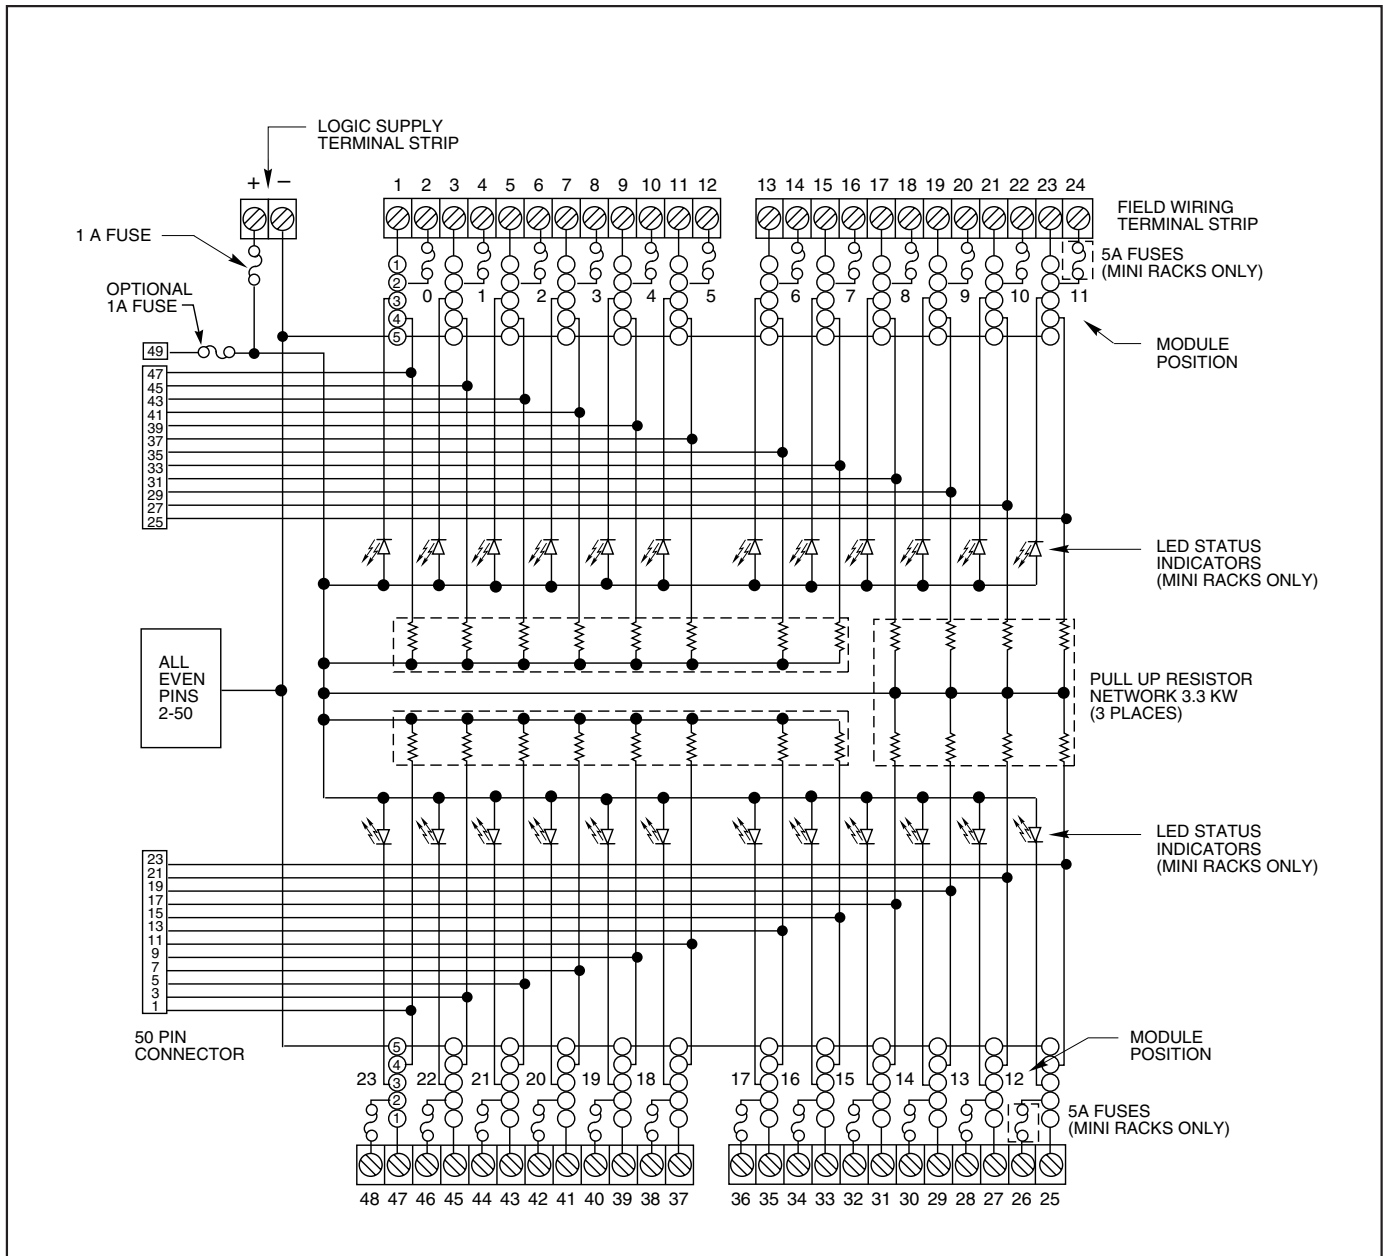 LOGIC SUPPLY
TERMINAL STRIP
+ −
1 2 3 4 5 6 7 8 9 10 11 12 13 14 15 16 17 18 19 20 21 22 23 24
FIELD WIRING
TERMINAL STRIP
1 A FUSE
5A FUSES
(MINI RACKS ONLY)
OPTIONAL
1A FUSE
1
2
3
4
5
0 1 2 3 4 5 6 7 8 9 10 11
MODULE
POSITION
49
47
45
43
41
39
37
35
33
31
29
27
25
LED STATUS
INDICATORS
(MINI RACKS ONLY)
ALL
EVEN
PINS
2-50
PULL UP RESISTOR
NETWORK 3.3 KW
(3 PLACES)
LED STATUS
INDICATORS
(MINI RACKS ONLY)
23
21
19
17
15
13
11
9
7
5
3
1
50 PIN
CONNECTOR
MODULE
POSITION
5
4
3
2
1
23 22 21 20 19 18 17 16 15 14 13 12
5A FUSES
(MINI RACKS ONLY)
48 47 46 45 44 43 42 41 40 39 38 37 36 35 34 33 32 31 30 29 28 27 26 25